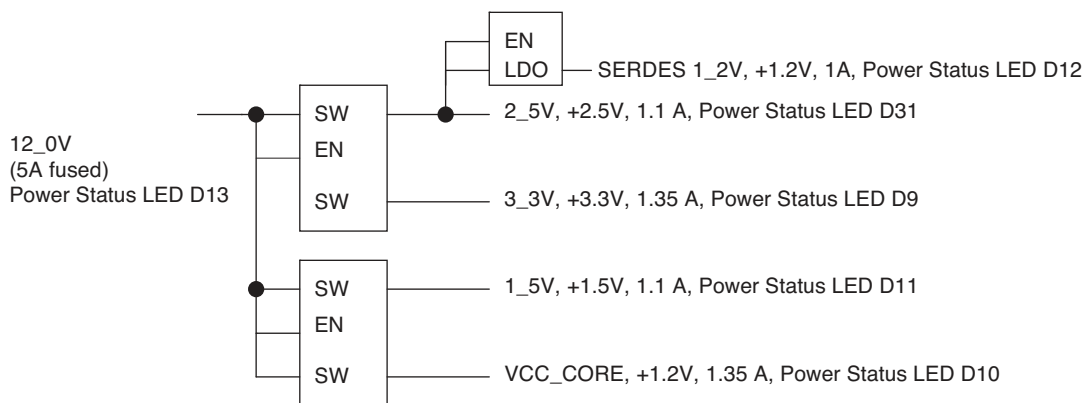 EN
LDO
SERDES 1_2V, +1.2V, 1A, Power Status LED D12
SW
2_5V, +2.5V, 1.1 A, Power Status LED D31
12_0V
(5A fused)
Power Status LED D13
EN
SW
3_3V, +3.3V, 1.35 A, Power Status LED D9
SW
1_5V, +1.5V, 1.1 A, Power Status LED D11
EN
SW
VCC_CORE, +1.2V, 1.35 A, Power Status LED D10